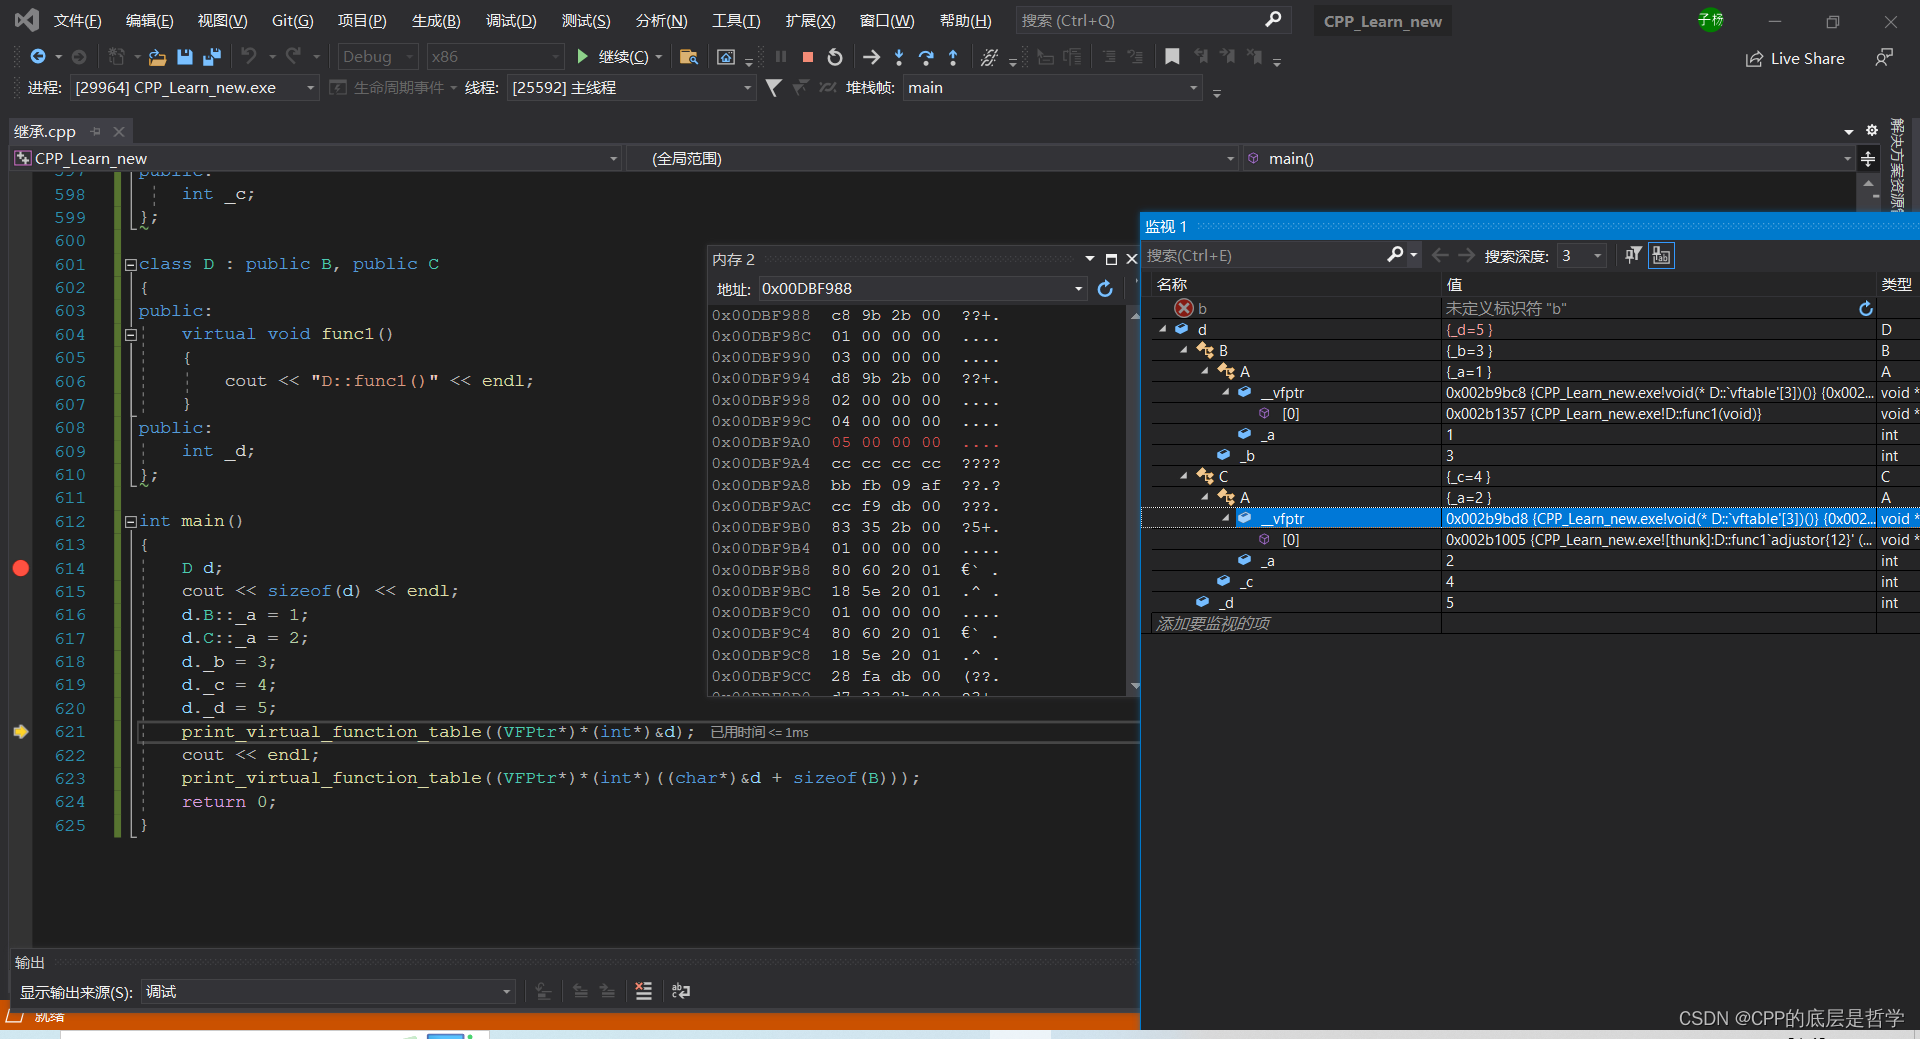 文件(F) 编辑(E) 视图(V) Git(G) 项目(P) 生成(B) 调试(D) 测试(S) 分析(N) 工具(T) 扩展(X) 窗口(W) 帮助(H) 搜索 (Ctrl+Q) CPP_Learn_new 子杨
Debug x86 继续(C) Live Share
进程: [29964] CPP_Learn_new.exe 生命周期事件 线程: [25592] 主线程 堆栈帧: main
继承.cpp
CPP_Learn_new (全局范围) main()
解决方案资源管
597 public:
598 int _c;
599 };
600
601 class D : public B, public C
602 {
603 public:
604 virtual void func1()
605 {
606 cout << "D::func1()" << endl;
607 }
608 public:
609 int _d;
610 };
611
612 int main()
613 {
614 D d;
615 cout << sizeof(d) << endl;
616 d.B::_a = 1;
617 d.C::_a = 2;
618 d._b = 3;
619 d._c = 4;
620 d._d = 5;
621 print_virtual_function_table((VFPtr*)*(int*)&d); 已用时间 <= 1ms
622 cout << endl;
623 print_virtual_function_table((VFPtr*)*(int*)((char*)&d + sizeof(B)));
624 return 0;
625 }
内存 2
地址: 0x00DBF988
0x00DBF988 c8 9b 2b 00 ??+.
0x00DBF98C 01 00 00 00 ....
0x00DBF990 03 00 00 00 ....
0x00DBF994 d8 9b 2b 00 ??+.
0x00DBF998 02 00 00 00 ....
0x00DBF99C 04 00 00 00 ....
0x00DBF9A0 05 00 00 00 ....
0x00DBF9A4 cc cc cc cc ????
0x00DBF9A8 bb fb 09 af ??.?
0x00DBF9AC cc f9 db 00 ???.
0x00DBF9B0 83 35 2b 00 ?5+.
0x00DBF9B4 01 00 00 00 ....
0x00DBF9B8 80 60 20 01 €` .
0x00DBF9BC 18 5e 20 01 .^ .
0x00DBF9C0 01 00 00 00 ....
0x00DBF9C4 80 60 20 01 €` .
0x00DBF9C8 18 5e 20 01 .^ .
0x00DBF9CC 28 fa db 00 (??.
0x00DBF9D0 d7 33 2b 00 ?3+.
监视 1
搜索(Ctrl+E) 搜索深度: 3
名称 值 类型
b 未定义标识符 "b"
d {_d=5 } D
B {_b=3 } B
A {_a=1 } A
__vfptr 0x002b9bc8 {CPP_Learn_new.exe!void(* D::`vftable'[3])()} {0x002... void *
[0] 0x002b1357 {CPP_Learn_new.exe!D::func1(void)} void *
_a 1 int
_b 3 int
C {_c=4 } C
A {_a=2 } A
__vfptr 0x002b9bd8 {CPP_Learn_new.exe!void(* D::`vftable'[3])()} {0x002... void *
[0] 0x002b1005 {CPP_Learn_new.exe![thunk]:D::func1`adjustor{12}' (... void *
_a 2 int
_c 4 int
_d 5 int
添加要监视的项
输出
显示输出来源(S): 调试
就绪
CSDN @CPP的底层是哲学